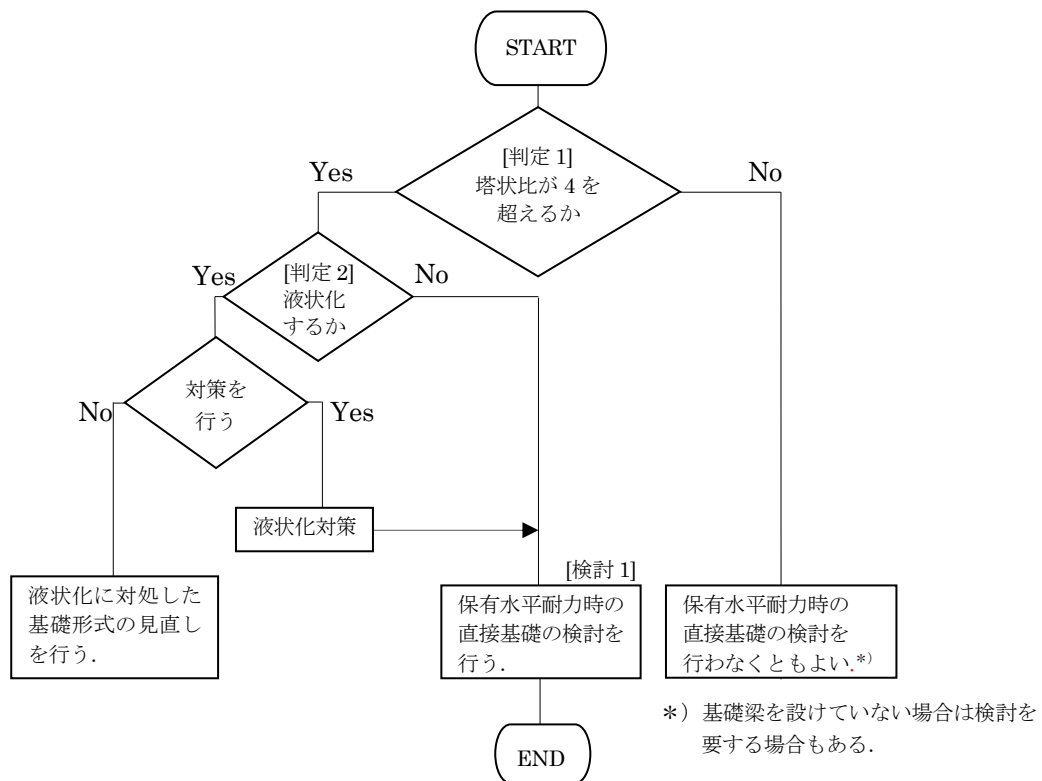 START
[判定 1]
塔状比が 4 を
超えるか
Yes
No
[判定 2]
液状化
するか
Yes
No
対策を
行う
No
Yes
液状化対策
[検討 1]
液状化に対処した
基礎形式の見直し
を行う.
保有水平耐力時の
直接基礎の検討を
行う.
保有水平耐力時の
直接基礎の検討を
行わなくともよい.*)
*) 基礎梁を設けていない場合は検討を
要する場合もある.
END